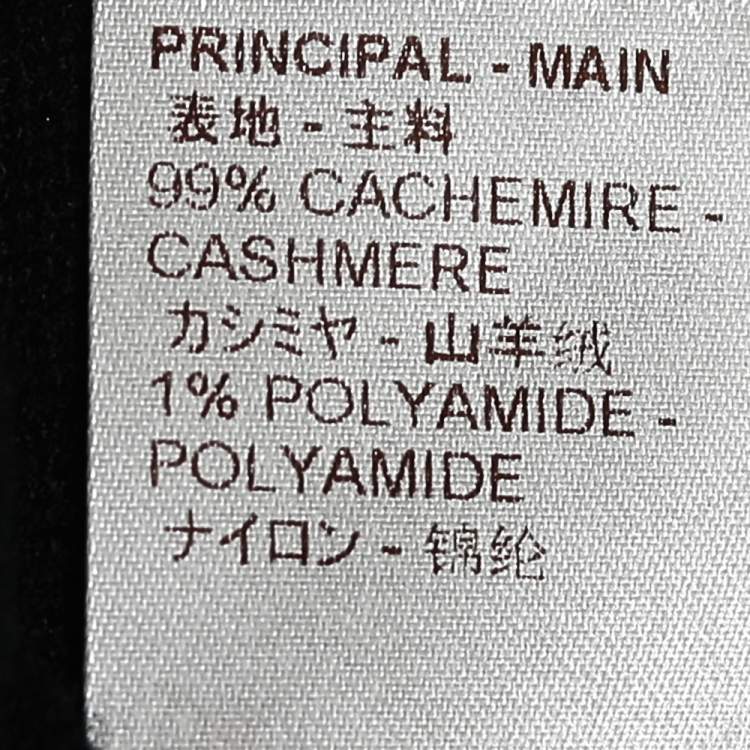 PRINCIPAL - MAIN
表地 - 主料
99% CACHEMIRE -
CASHMERE
カシミヤ - 山羊绒
1% POLYAMIDE -
POLYAMIDE
ナイロン - 锦纶